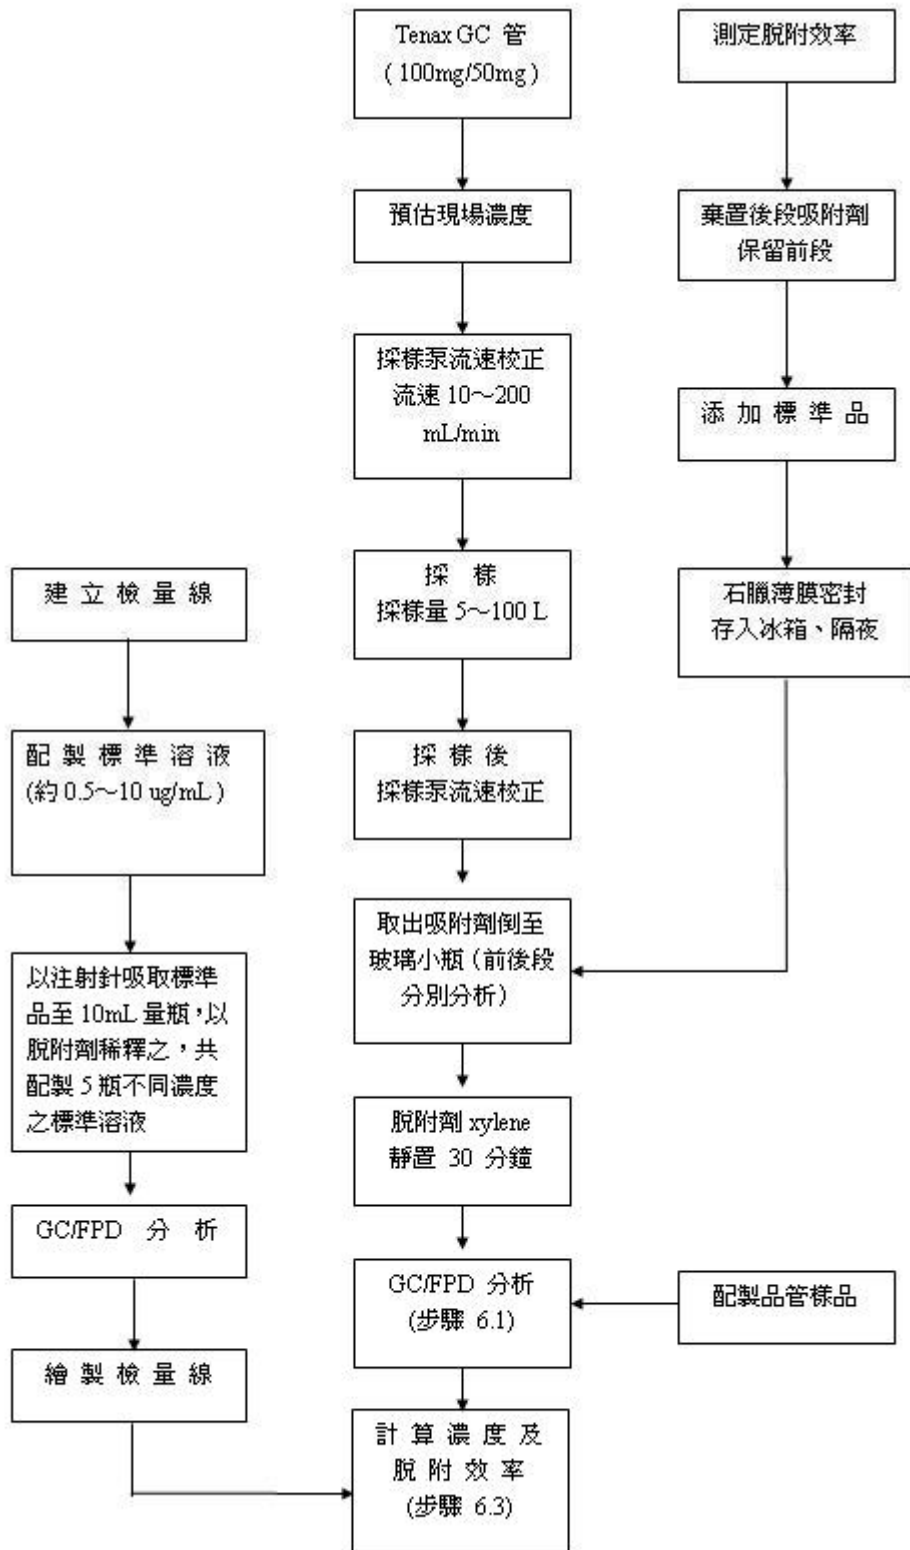 Tenax GC 管
( 100mg/50mg )
預估現場濃度
採樣泵流速校正
流速 10～200
mL/min
採 樣
採樣量 5～100 L
採 樣 後
採樣泵流速校正
取出吸附劑倒至
玻璃小瓶(前後段
分別分析)
脫附劑 xylene
靜置 30 分鐘
GC/FPD 分析
(步驟 6.1)
計 算 濃 度 及
脫 附 效 率
(步驟 6.3)
測定脫附效率
棄置後段吸附劑
保留前段
添 加 標 準 品
石臘薄膜密封
存入冰箱、隔夜
配製品管樣品
建 立 檢 量 線
配 製 標 準 溶 液
(約 0.5～10 ug/mL )
以注射針吸取標準
品至 10mL 量瓶，以
脫附劑稀釋之，共
配製 5 瓶不同濃度
之標準溶液
GC/FPD 分 析
繪 製 檢 量 線